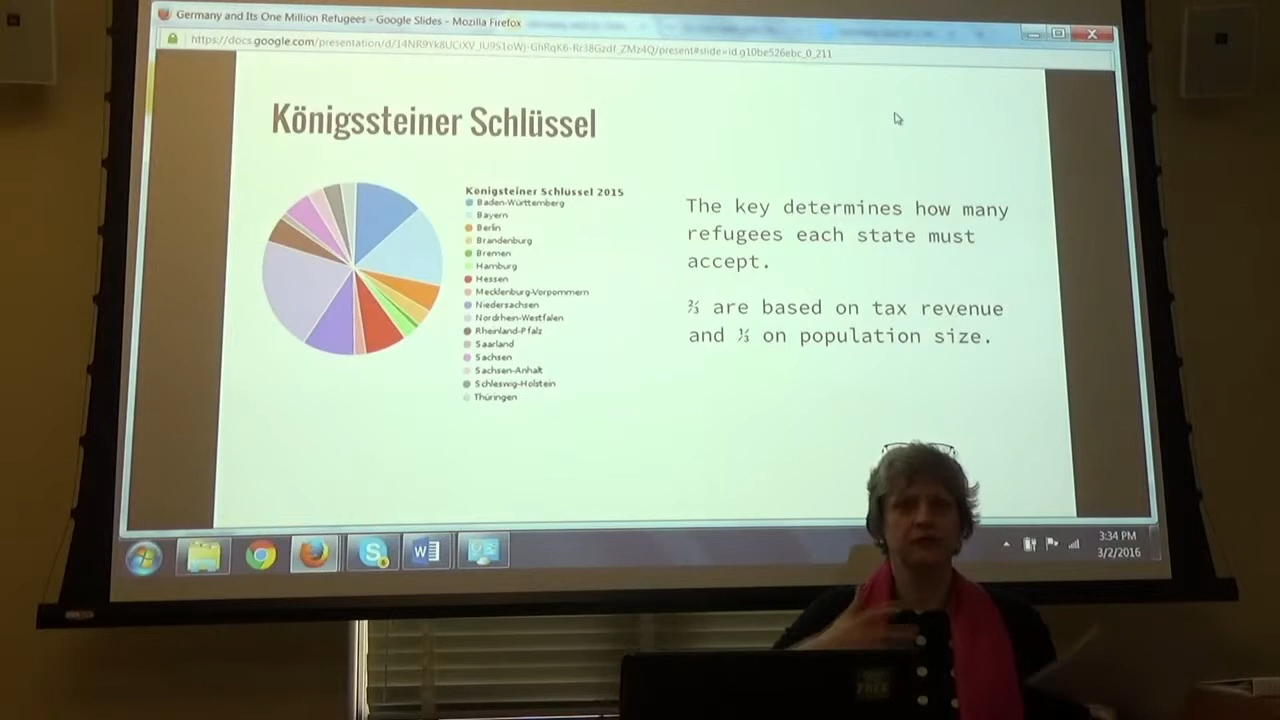 Germany and Its One Million Refugees - Google Slides - Mozilla Firefox
Königssteiner Schlüssel
Königsteiner Schlüssel 2015
Baden-Württemberg
Bayern
Berlin
Brandenburg
Bremen
Hamburg
Hessen
Mecklenburg-Vorpommern
Niedersachsen
Nordrhein-Westfalen
Rheinland-Pfalz
Saarland
Sachsen
Sachsen-Anhalt
Schleswig-Holstein
Thüringen
The key determines how many
refugees each state must
accept.
⅔ are based on tax revenue
and ⅓ on population size.
3:34 PM
3/2/2016